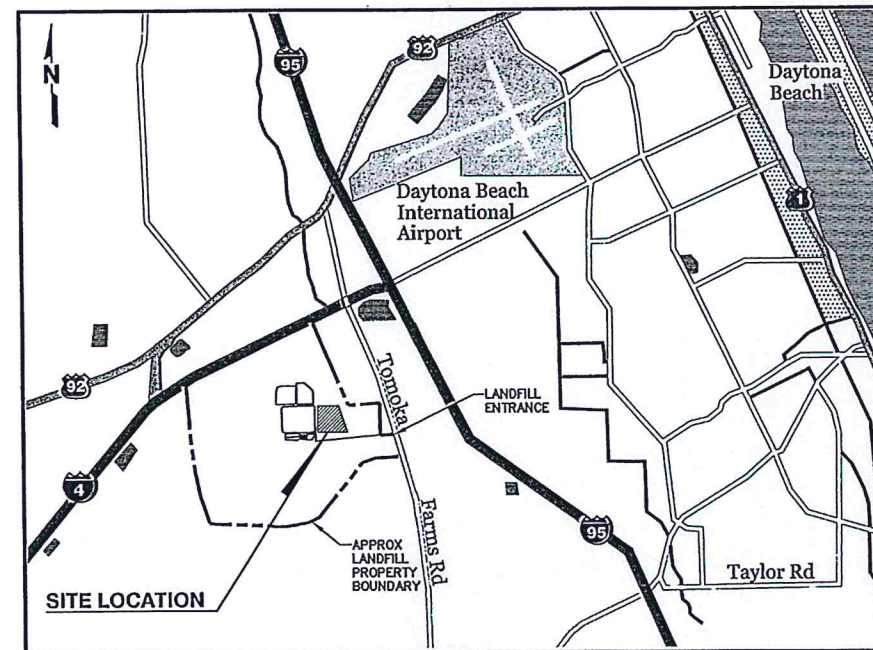 N
95
92
Daytona
Beach
1
Daytona Beach
International
Airport
92
Tomoka
LANDFILL
ENTRANCE
4
Farms Rd
95
APPROX
LANDFILL
PROPERTY
BOUNDARY
Taylor Rd
SITE LOCATION